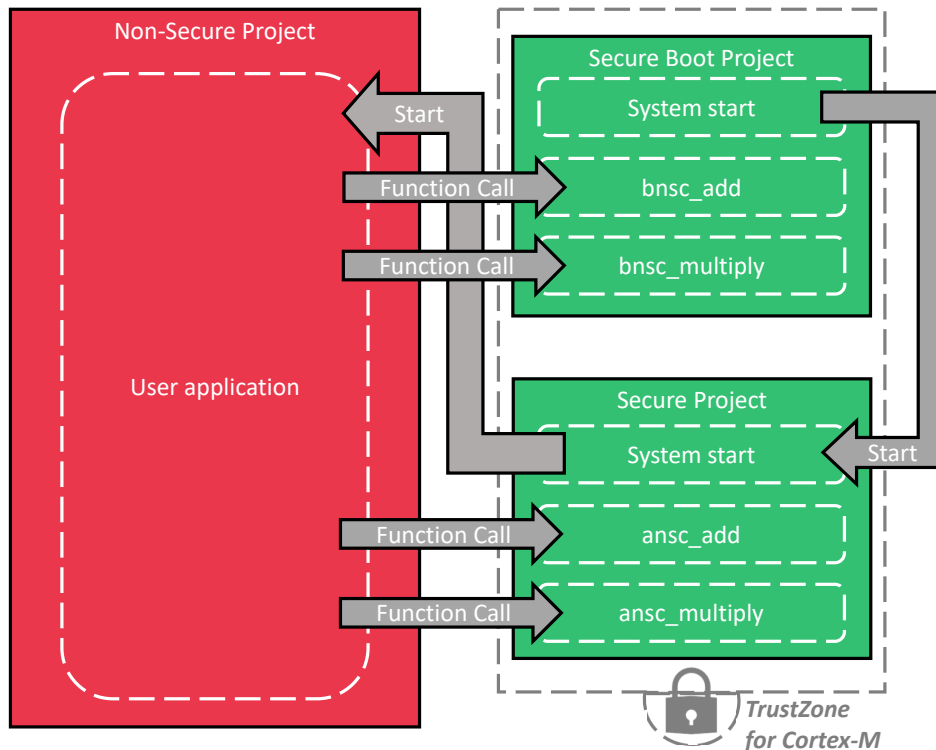 Non-Secure Project
Start
Function Call
Function Call
User application
Function Call
Function Call
Secure Boot Project
System start
bnsc_add
bnsc_multiply
Secure Project
System start
Start
ansc_add
ansc_multiply
TrustZone
for Cortex-M